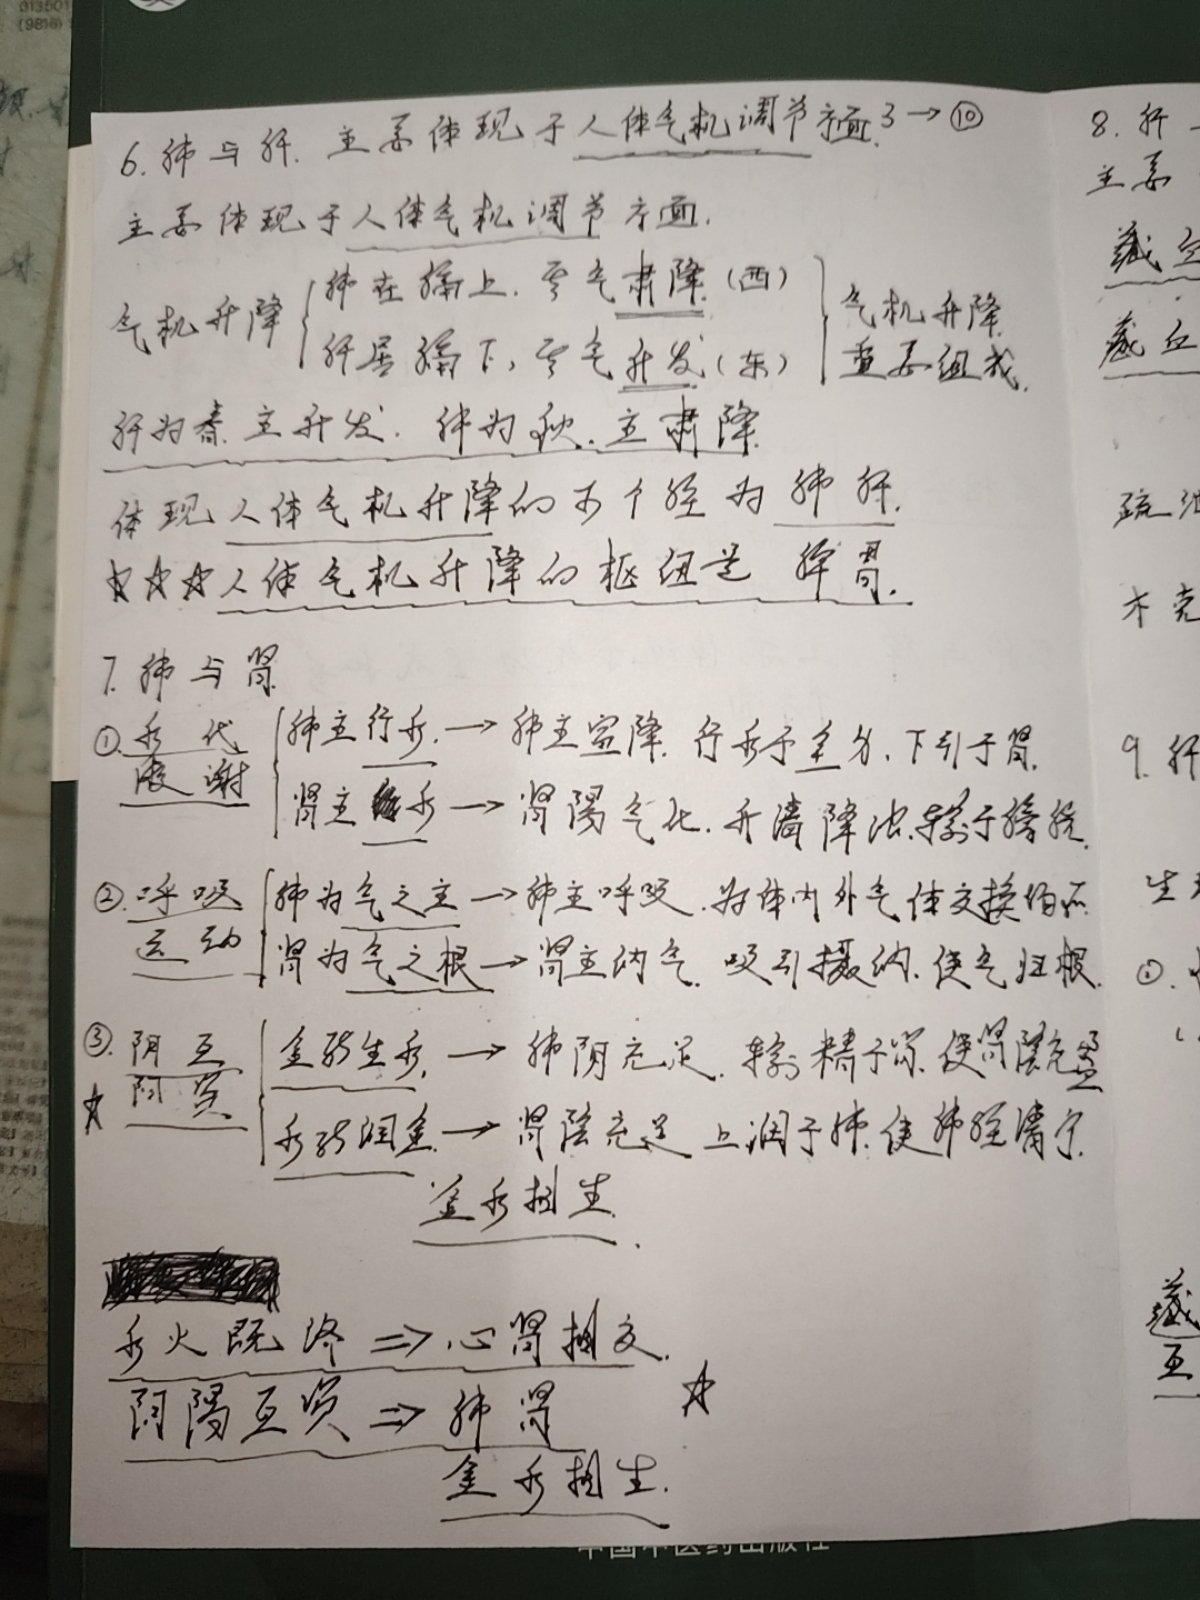 6. 肺与肝. 主要体现于人体气机调节方面. 3→⑩
主要体现于人体气机调节方面.
气机升降
肺在膈上. 其气肃降.(西)
肝居膈下, 其气升发.(东)
气机升降
重要组成.
肝为春 主升发. 肺为秋. 主肃降.
体现人体气机升降的两个经为 肺肝.
☆☆☆人体气机升降的枢纽是 脾胃.
7. 肺与肾.
① 水液代谢
肺主行水. → 肺主宣降. 行水于全身. 下引于肾.
肾主水 → 肾阳气化. 升清降浊. 输于膀胱.
② 呼吸运动
肺为气之主 → 肺主呼吸. 为体内外气体交换场所
肾为气之根 → 肾主纳气. 吸引摄纳. 使气归根.
③. 阴阳互资
☆
金能生水. → 肺阴充足. 输精于肾. 使肾阴充盛
水能润金. → 肾阴充足 上润于肺. 使肺经清宁.
金水相生.
水火既济 ⇒ 心肾相交.
阴阳互资 ⇒ 肺肾 ☆
金水相生.
8. 肝
主要
藏
藏
疏泄
木克
9. 肝
生
①.
藏
互
中国中医药出版社